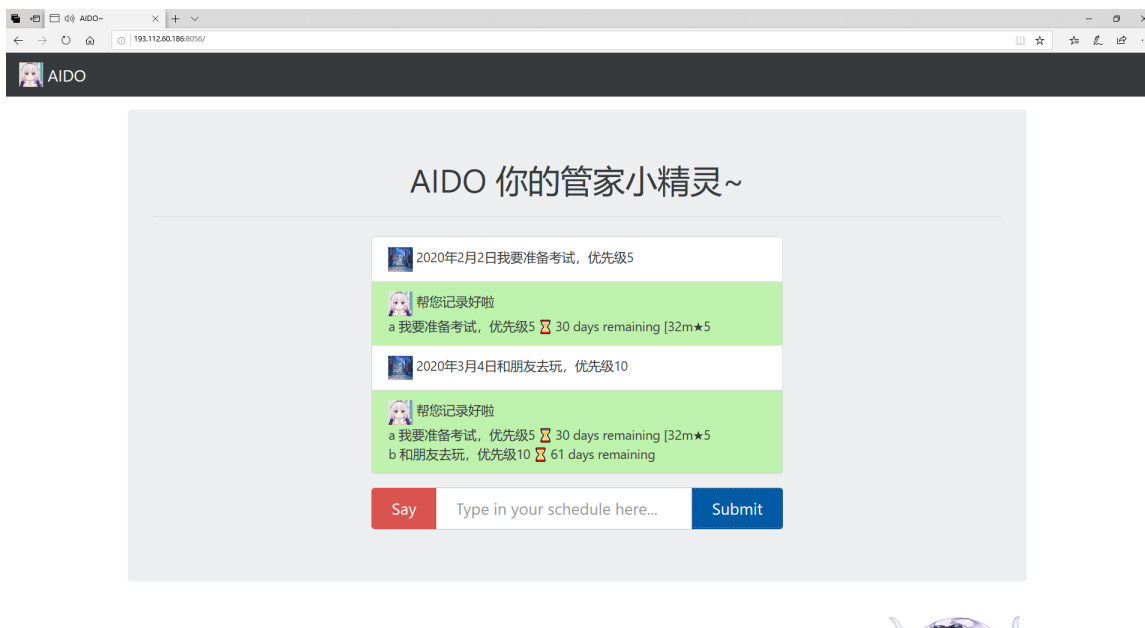 AIDO~
193.112.60.186:8056/
AIDO
AIDO 你的管家小精灵~
2020年2月2日我要准备考试，优先级5
帮您记录好啦
a 我要准备考试，优先级5 ⌛ 30 days remaining [32m★5
2020年3月4日和朋友去玩，优先级10
帮您记录好啦
a 我要准备考试，优先级5 ⌛ 30 days remaining [32m★5
b 和朋友去玩，优先级10 ⌛ 61 days remaining
Say Type in your schedule here... Submit